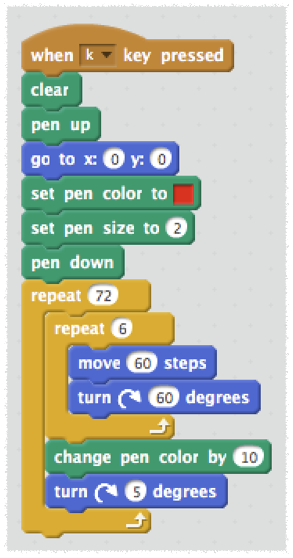 when k key pressed
clear
pen up
go to x: 0 y: 0
set pen color to
set pen size to 2
pen down
repeat 72
repeat 6
move 60 steps
turn 60 degrees
change pen color by 10
turn 5 degrees